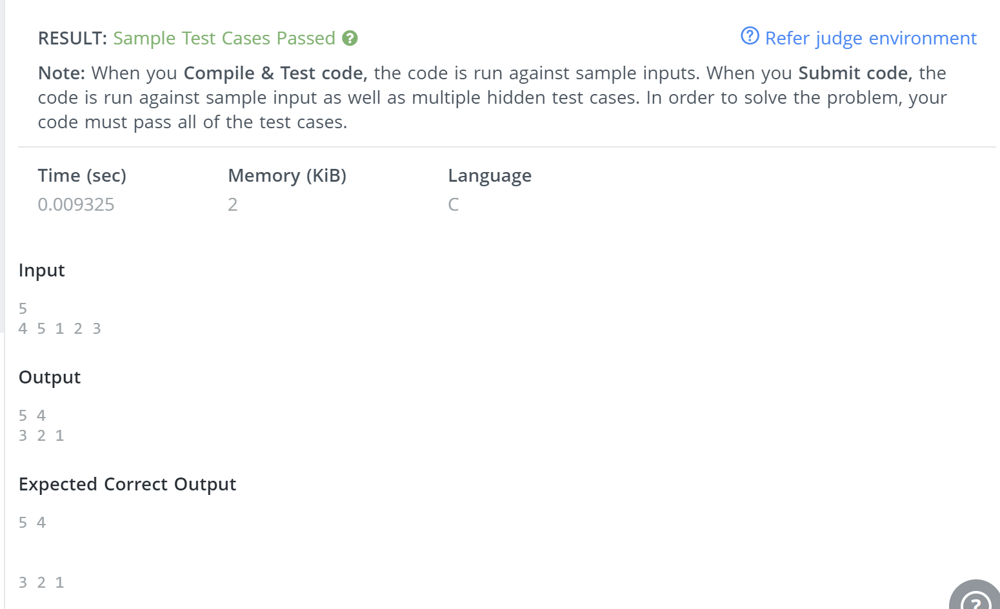 RESULT: Sample Test Cases Passed ?
? Refer judge environment
Note: When you Compile & Test code, the code is run against sample inputs. When you Submit code, the
code is run against sample input as well as multiple hidden test cases. In order to solve the problem, your
code must pass all of the test cases.
Time (sec) Memory (KiB) Language
0.009325 2 C
Input
5
4 5 1 2 3
Output
5 4
3 2 1
Expected Correct Output
5 4
3 2 1
?